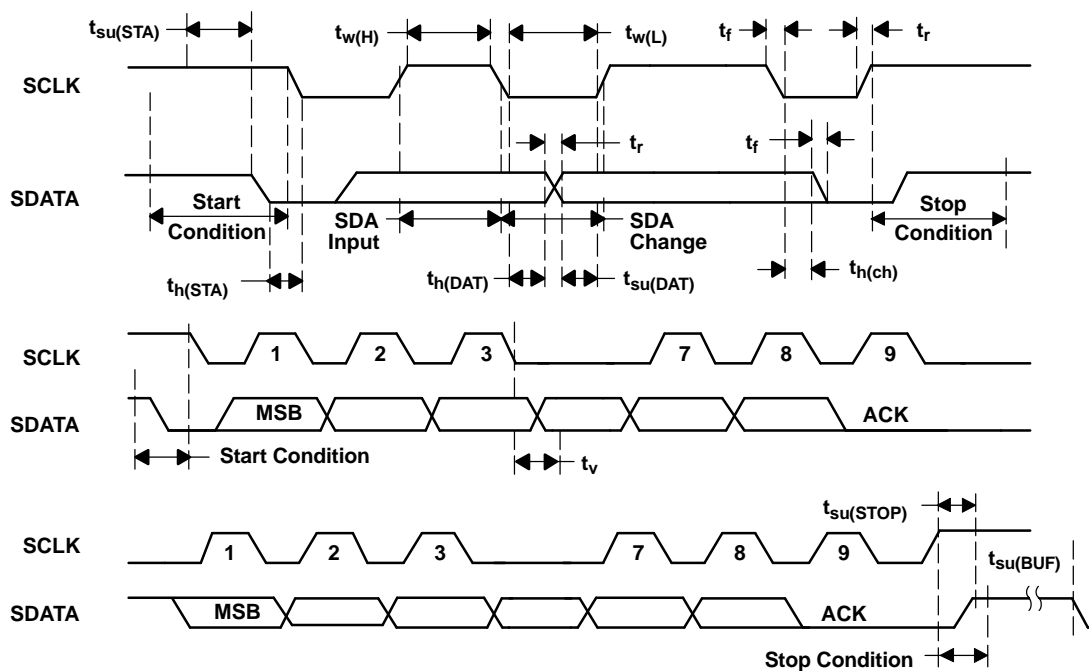 tsu(STA)
tw(H)
tw(L)
tf
tr
SCLK
tr
tf
SDATA
Start
Condition
SDA
Input
SDA
Change
Stop
Condition
th(STA)
th(DAT)
tsu(DAT)
th(ch)
SCLK
1 2 3 7 8 9
SDATA
MSB
ACK
Start Condition
tv
tsu(STOP)
SCLK
1 2 3 7 8 9
tsu(BUF)
SDATA
MSB
ACK
Stop Condition